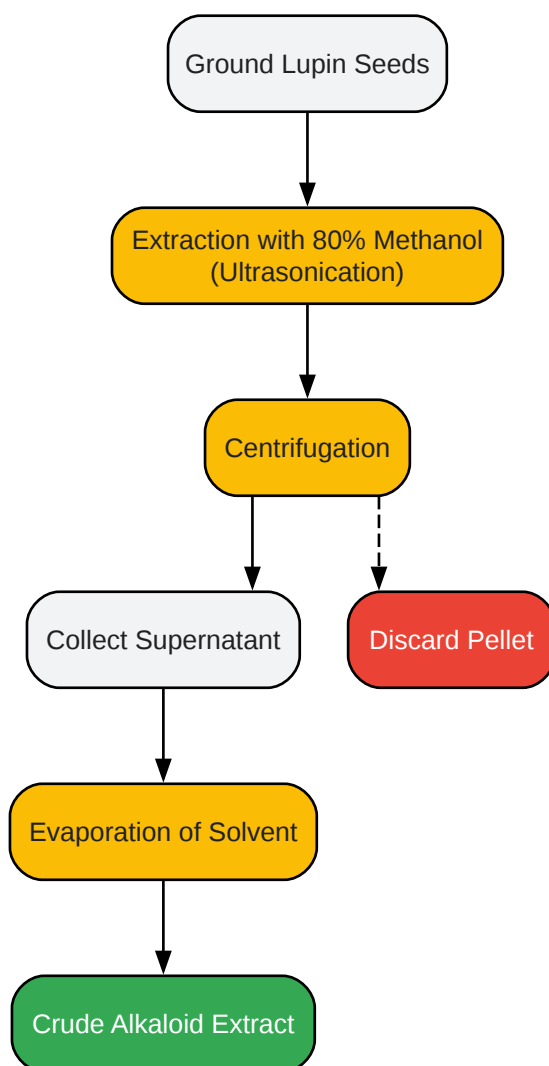 Ground Lupin Seeds
Extraction with 80% Methanol
(Ultrasonication)
Centrifugation
Collect Supernatant
Discard Pellet
Evaporation of Solvent
Crude Alkaloid Extract